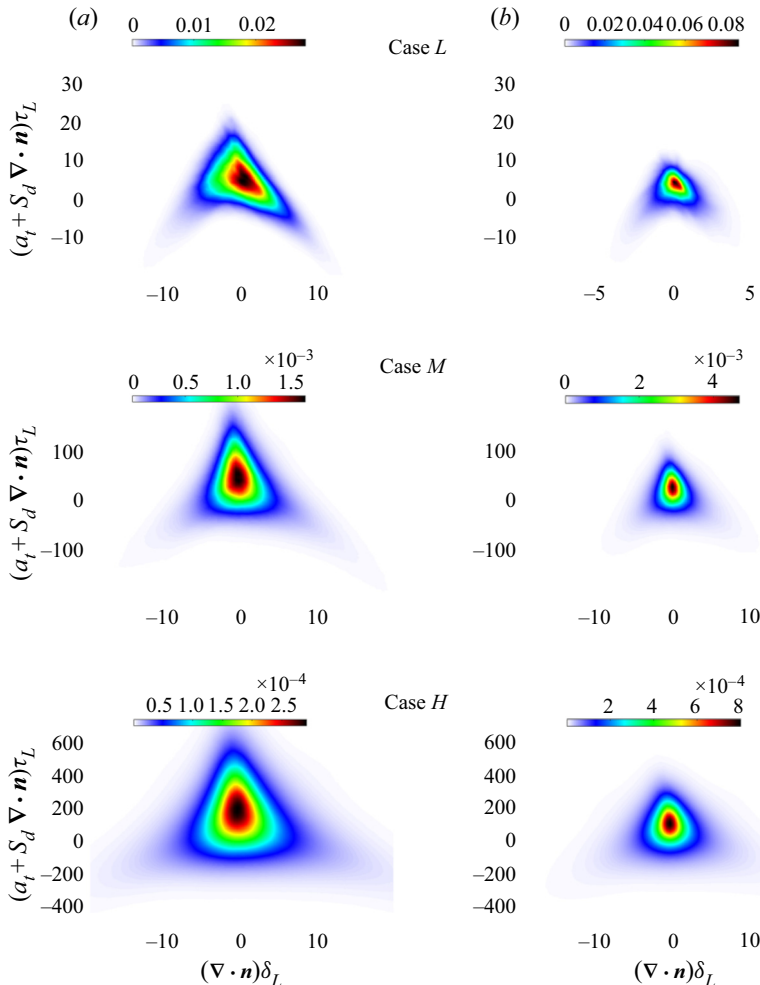 (a) (b)
0 0.01 0.02 0 0.02 0.04 0.06 0.08
Case L
30 30
20 20
10 10
0 0
–10 –10
(a_t + S_d ∇ · n)τ_L
–10 0 10 –5 0 5
×10⁻³ Case M ×10⁻³
0 0.5 1.0 1.5 0 2 4
100 100
0 0
–100 –100
(a_t + S_d ∇ · n)τ_L
–10 0 10 –10 0 10
×10⁻⁴ Case H ×10⁻⁴
0.5 1.0 1.5 2.0 2.5 2 4 6 8
600 600
400 400
200 200
0 0
–200 –200
–400 –400
(a_t + S_d ∇ · n)τ_L
–10 0 10 –10 0 10
(∇ · n)δ_L (∇ · n)δ_L